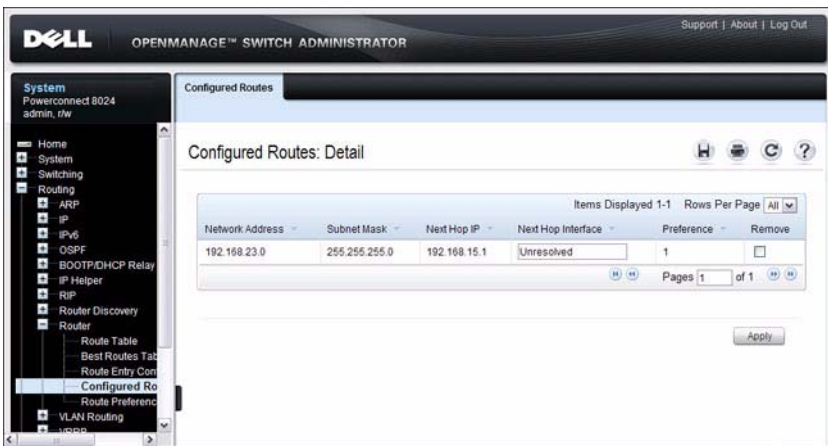 Support | About | Log Out
DELL OPENMANAGE™ SWITCH ADMINISTRATOR
System
Powerconnect 8024
admin, r/w
Home
System
Switching
Routing
ARP
IP
IPv6
OSPF
BOOTP/DHCP Relay
IP Helper
RIP
Router Discovery
Router
Route Table
Best Routes Tab
Route Entry Con
Configured Ro
Route Preferenc
VLAN Routing
VRRP
Configured Routes
Configured Routes: Detail
Items Displayed 1-1 Rows Per Page All
Network Address Subnet Mask Next Hop IP Next Hop Interface Preference Remove
192.168.23.0 255.255.255.0 192.168.15.1 Unresolved 1
Pages 1 of 1
Apply